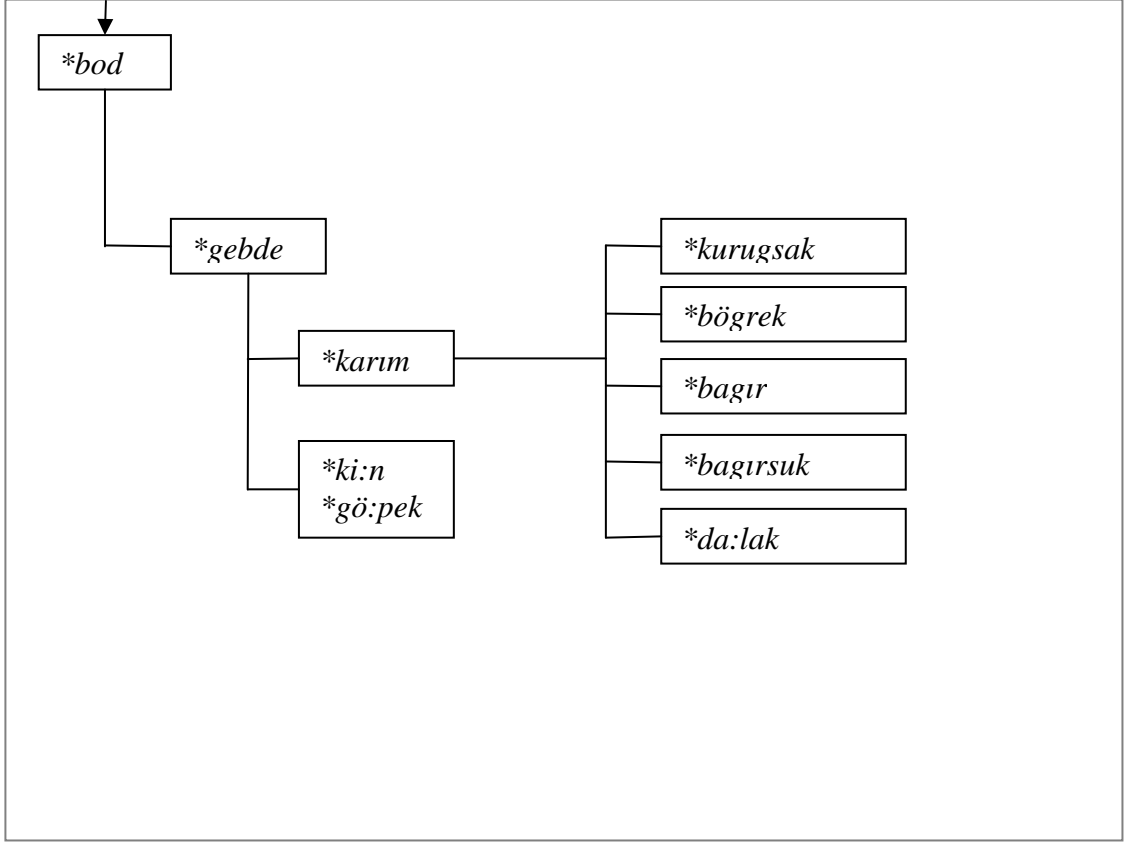 *bod
*gebde
*kurugsak
*bögrek
*karım
*bagır
*bagırsuk
*ki:n
*gö:pek
*da:lak